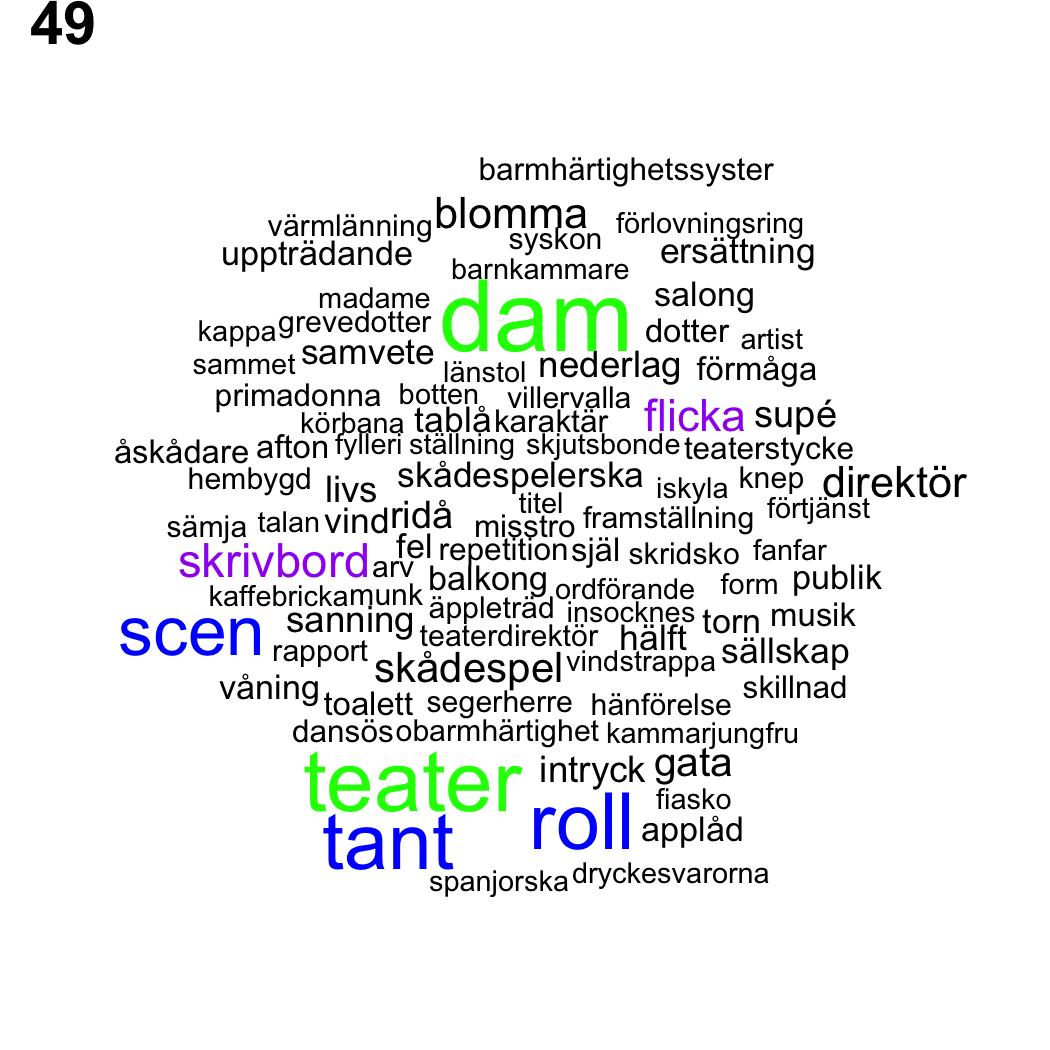 49
barmhärtighetssyster
värmlänning blomma förlovningsring
uppträdande syskon ersättning
barnkammare
madame dam salong
kappa grevedotter dotter artist
sammet samvete länstol nederlag förmåga
primadonna botten villervalla
körbana tablå karaktär flicka supé
åskådare afton fylleri ställning skjutsbonde teaterstycke
hembygd livs skådespelerska iskyla knep direktör
sämja talan vind ridå titel misstro framställning förtjänst
skrivbord arv fel repetition själ skridsko fanfar
kaffebricka munk balkong ordförande form publik
scen sanning äppleträd insocknes torn musik
rapport teaterdirektör hälft sällskap
våning skådespel vindstrappa skillnad
toalett segerherre hänförelse
dansös obarmhärtighet kammarjungfru
teater intryck gata
tant roll fiasko
applåd
spanjorska dryckesvarorna